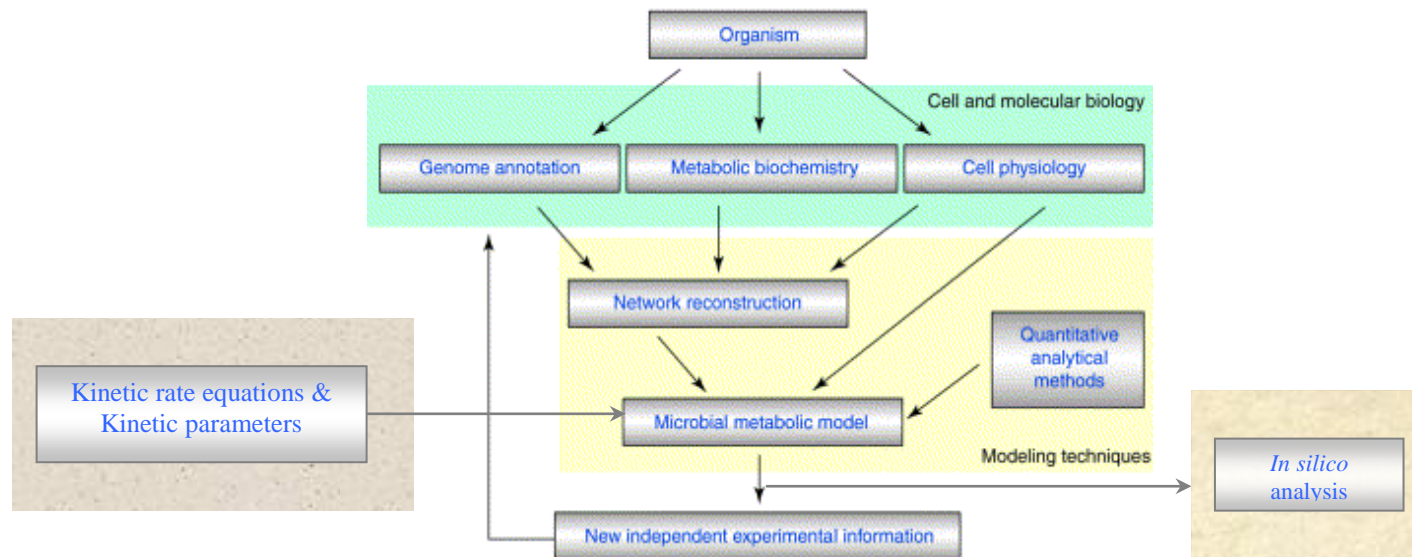 Organism
Cell and molecular biology
Genome annotation
Metabolic biochemistry
Cell physiology
Network reconstruction
Quantitative
analytical
methods
Kinetic rate equations &
Kinetic parameters
Microbial metabolic model
Modeling techniques
In silico
analysis
New independent experimental information